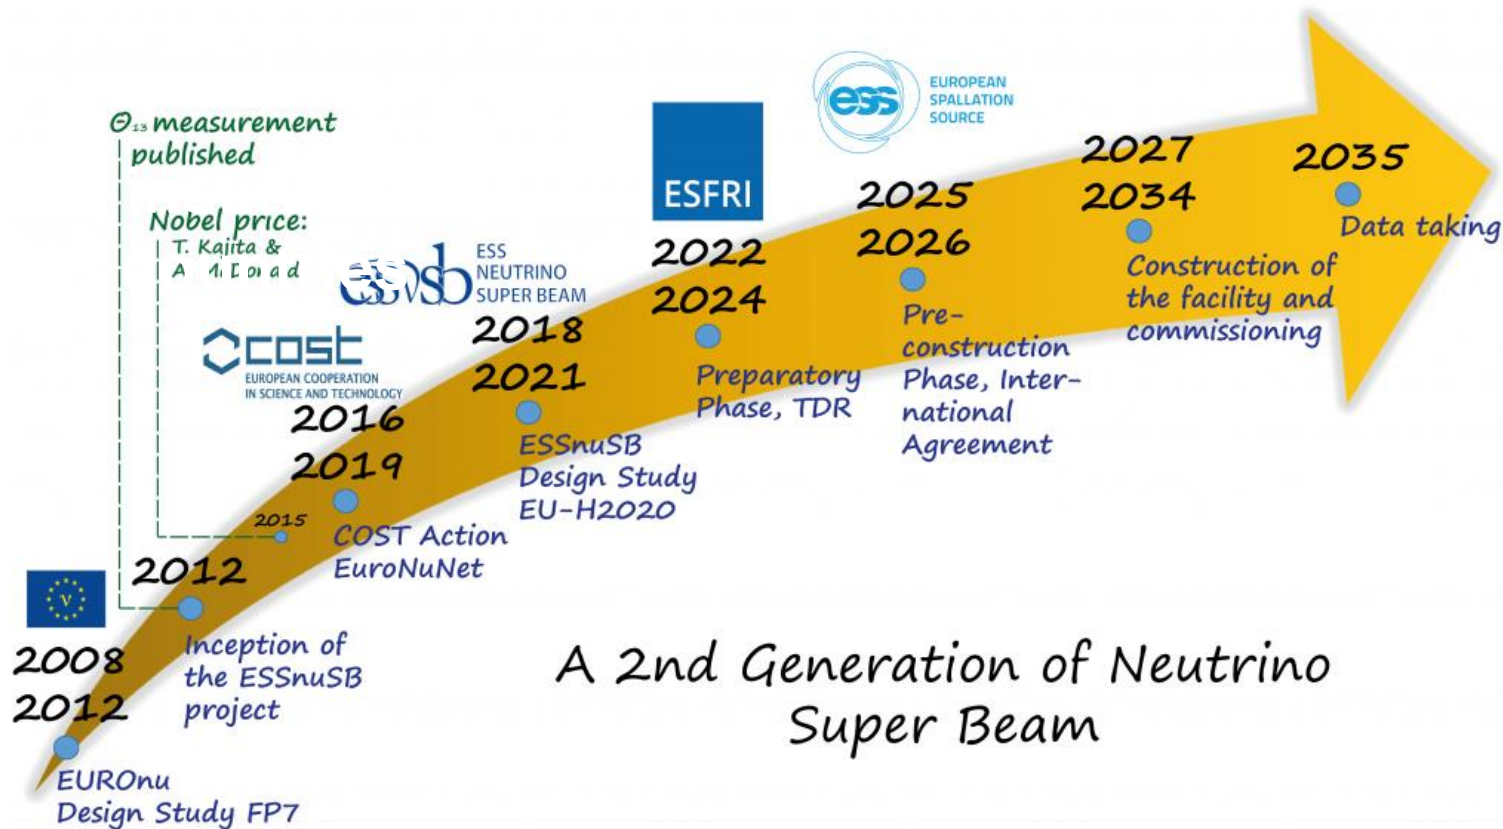 Θ₁₃ measurement
published
Nobel price:
T. Kajita &
ESS
NEUTRINO
SUPER BEAM
cost
EUROPEAN COOPERATION
IN SCIENCE AND TECHNOLOGY
ESFRI
ess
EUROPEAN
SPALLATION
SOURCE
2008
2012
EUROnu
Design Study FP7
2012
Inception of
the ESSnuSB
project
2015
2016
2019
COST Action
EuroNuNet
2018
2021
ESSnuSB
Design Study
EU-H2020
2022
2024
Preparatory
Phase, TDR
2025
2026
Pre-
construction
Phase, Inter-
national
Agreement
2027
2034
Construction of
the facility and
commissioning
2035
Data taking
A 2nd Generation of Neutrino
Super Beam
ν